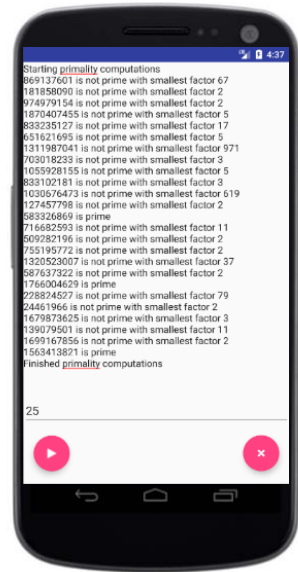 4:37
Starting primality computations
869137601 is not prime with smallest factor 67
181858090 is not prime with smallest factor 2
974979154 is not prime with smallest factor 2
1870407455 is not prime with smallest factor 5
833235127 is not prime with smallest factor 17
651621695 is not prime with smallest factor 5
1311987041 is not prime with smallest factor 971
703018233 is not prime with smallest factor 3
1055928155 is not prime with smallest factor 5
833102181 is not prime with smallest factor 3
1030676473 is not prime with smallest factor 619
127457798 is not prime with smallest factor 2
583326869 is prime
716682593 is not prime with smallest factor 11
509282196 is not prime with smallest factor 2
755195772 is not prime with smallest factor 2
1320523007 is not prime with smallest factor 37
587637322 is not prime with smallest factor 2
1766004629 is prime
228824527 is not prime with smallest factor 79
24461966 is not prime with smallest factor 2
1679873625 is not prime with smallest factor 3
139079501 is not prime with smallest factor 11
1699167856 is not prime with smallest factor 2
1563413821 is prime
Finished primality computations
25